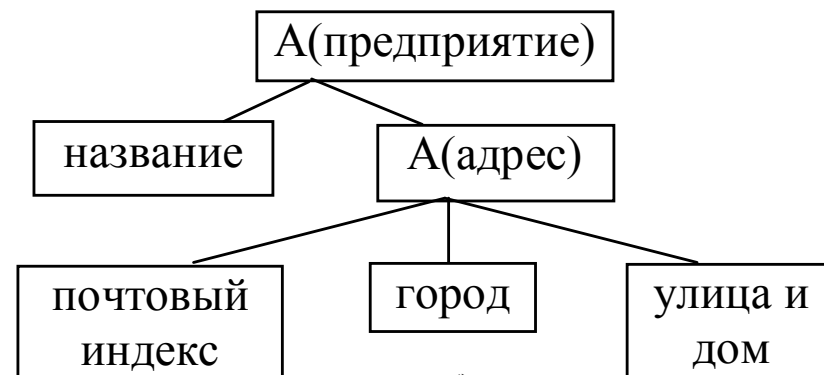 А(предприятие)
название
А(адрес)
почтовый
индекс
город
улица и
дом